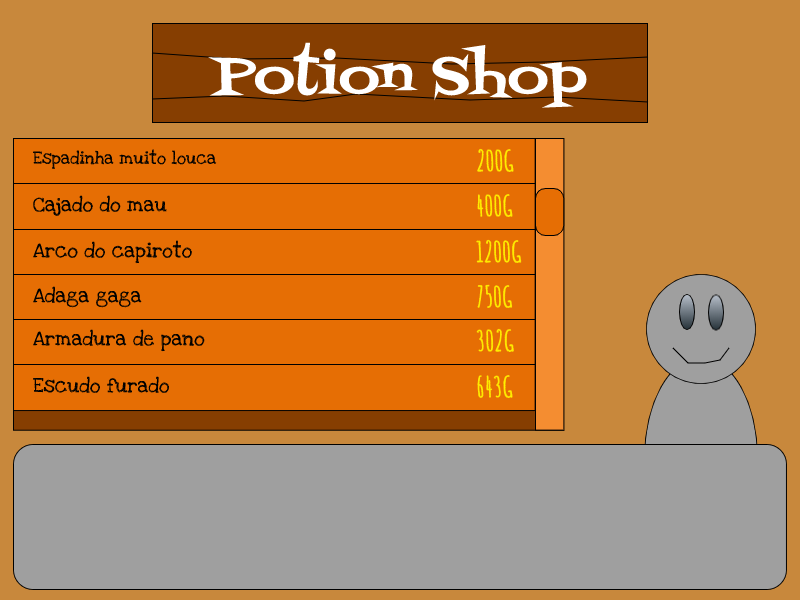 Potion Shop
Espadinha muito louca 200G
Cajado do mau 400G
Arco do capiroto 1200G
Adaga gaga 750G
Armadura de pano 302G
Escudo furado 643G